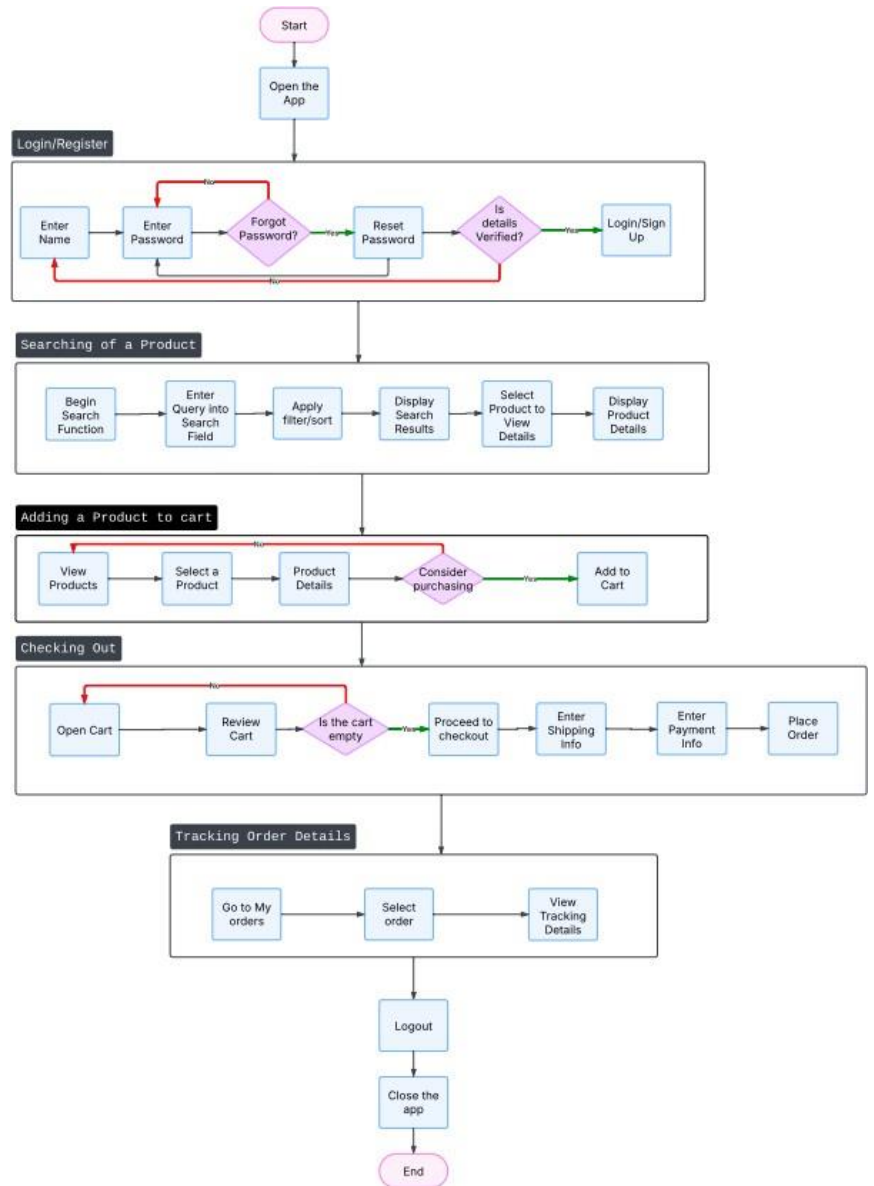 Start
Open the
App
Login/Register
No
Enter
Name
Enter
Password
Forgot
Password?
Yes
Reset
Password
Is
details
Verified?
Yes
Login/Sign
Up
No
Searching of a Product
Begin
Search
Function
Enter
Query into
Search
Field
Apply
filter/sort
Display
Search
Results
Select
Product to
View
Details
Display
Product
Details
Adding a Product to cart
No
View
Products
Select a
Product
Product
Details
Consider
purchasing
Yes
Add to
Cart
Checking Out
No
Open Cart
Review
Cart
Is the cart
empty
Yes
Proceed to
checkout
Enter
Shipping
Info
Enter
Payment
Info
Place
Order
Tracking Order Details
Go to My
orders
Select
order
View
Tracking
Details
Logout
Close the
app
End